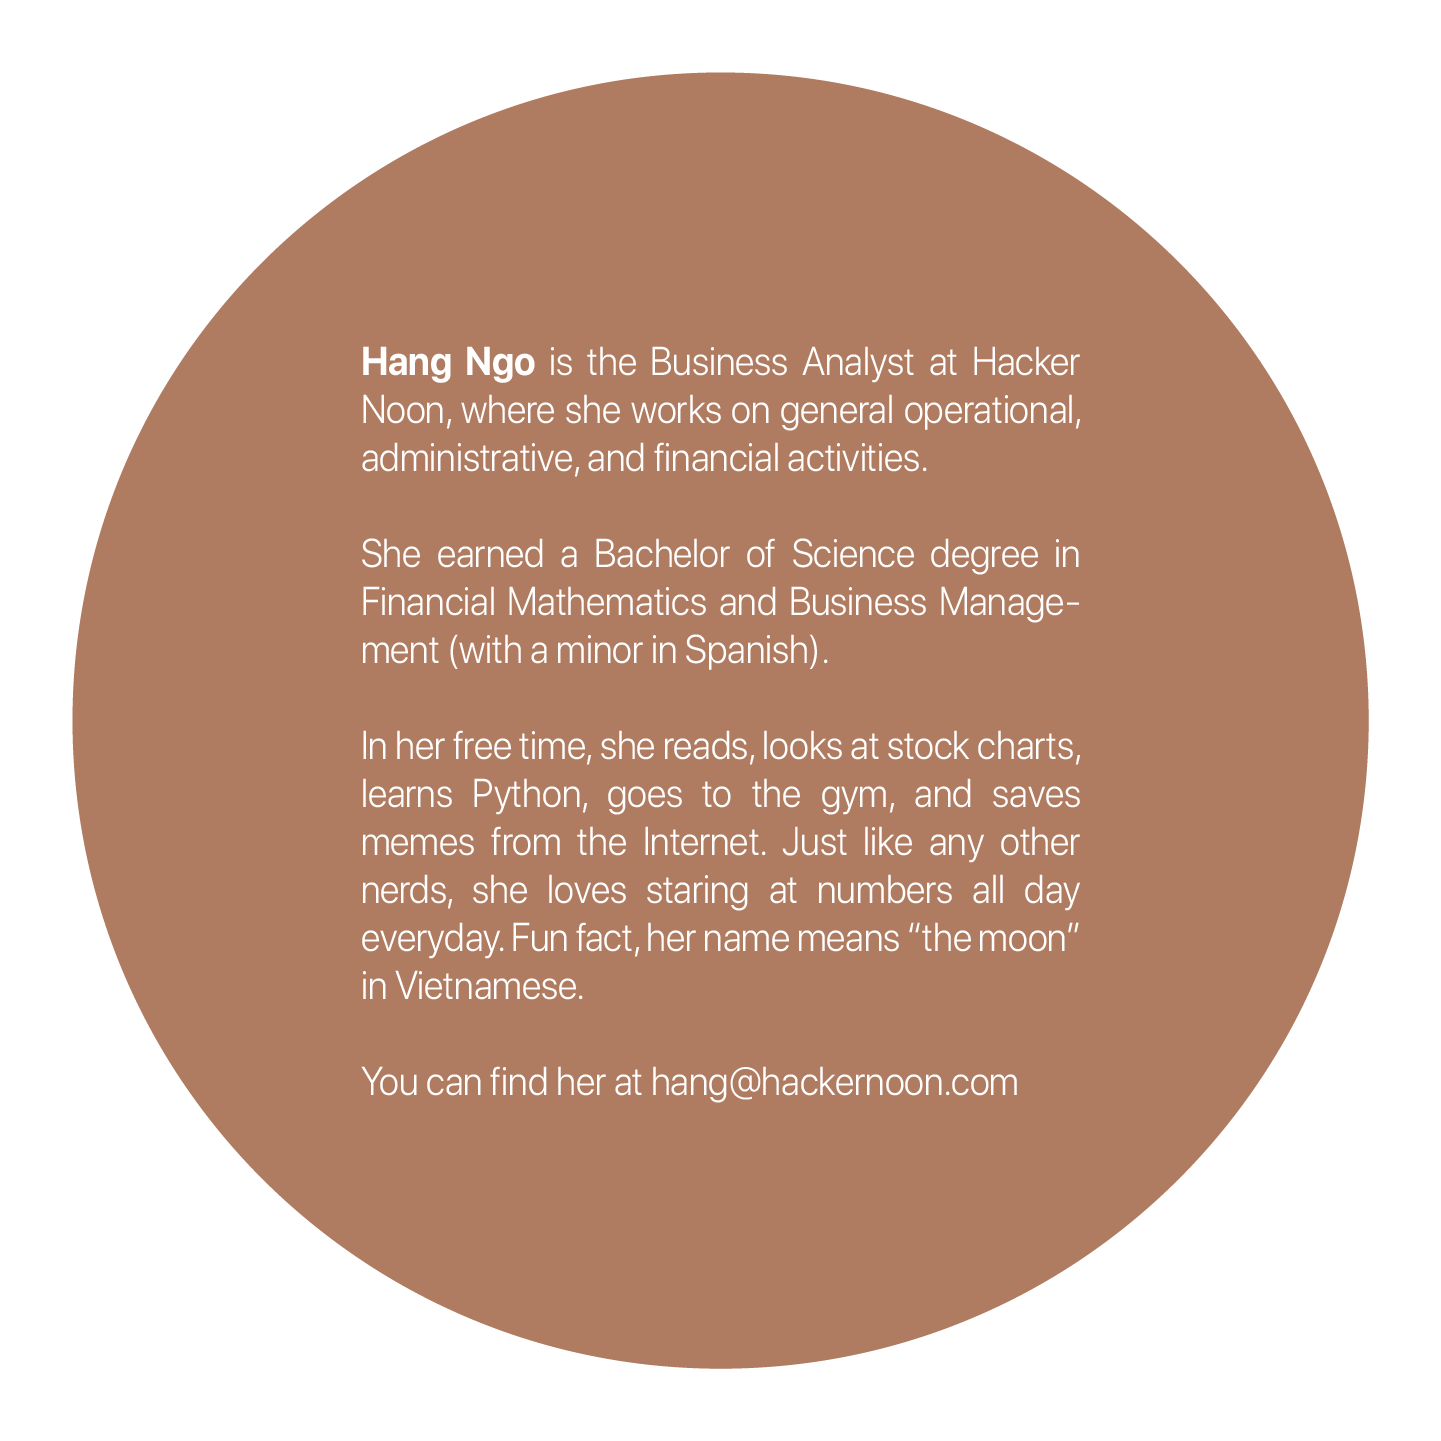 Hang Ngo is the Business Analyst at Hacker
Noon, where she works on general operational,
administrative, and financial activities.
She earned a Bachelor of Science degree in
Financial Mathematics and Business Manage-
ment (with a minor in Spanish).
In her free time, she reads, looks at stock charts,
learns Python, goes to the gym, and saves
memes from the Internet. Just like any other
nerds, she loves staring at numbers all day
everyday. Fun fact, her name means “the moon”
in Vietnamese.
You can find her at hang@hackernoon.com